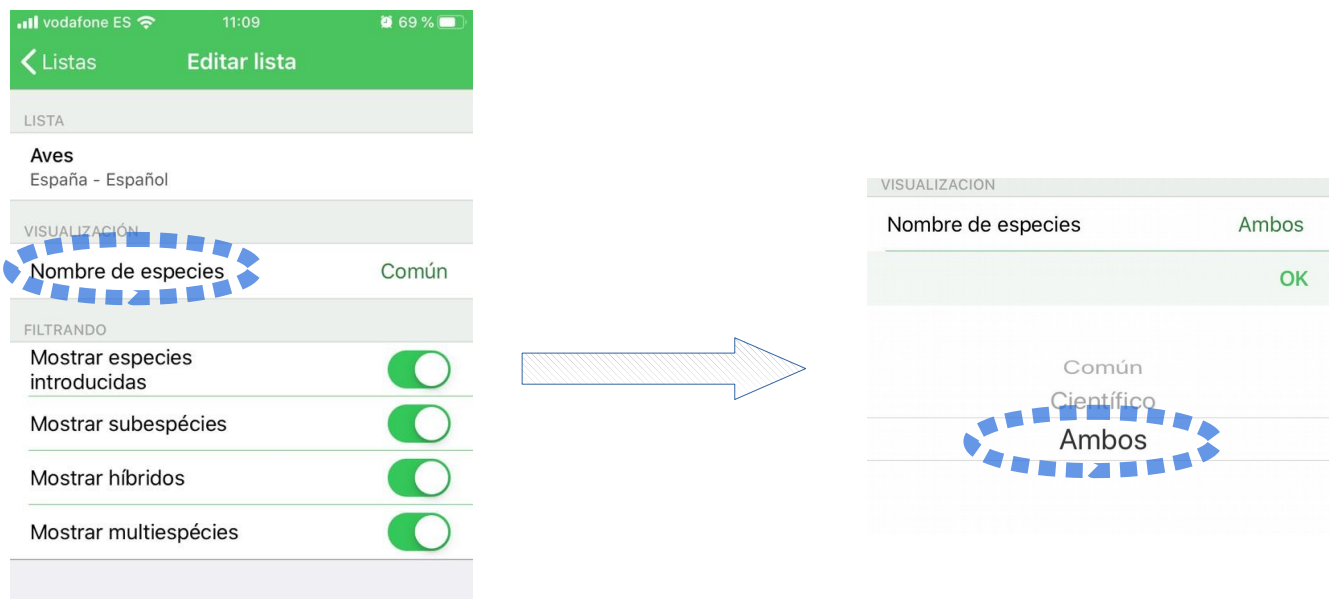 vodafone ES 11:09 69 %
Listas Editar lista
LISTA
Aves
España - Español
VISUALIZACIÓN
Nombre de especies Común
FILTRANDO
Mostrar especies
introducidas
Mostrar subespécies
Mostrar híbridos
Mostrar multiespécies
VISUALIZACION
Nombre de especies Ambos
OK
Común
Científico
Ambos